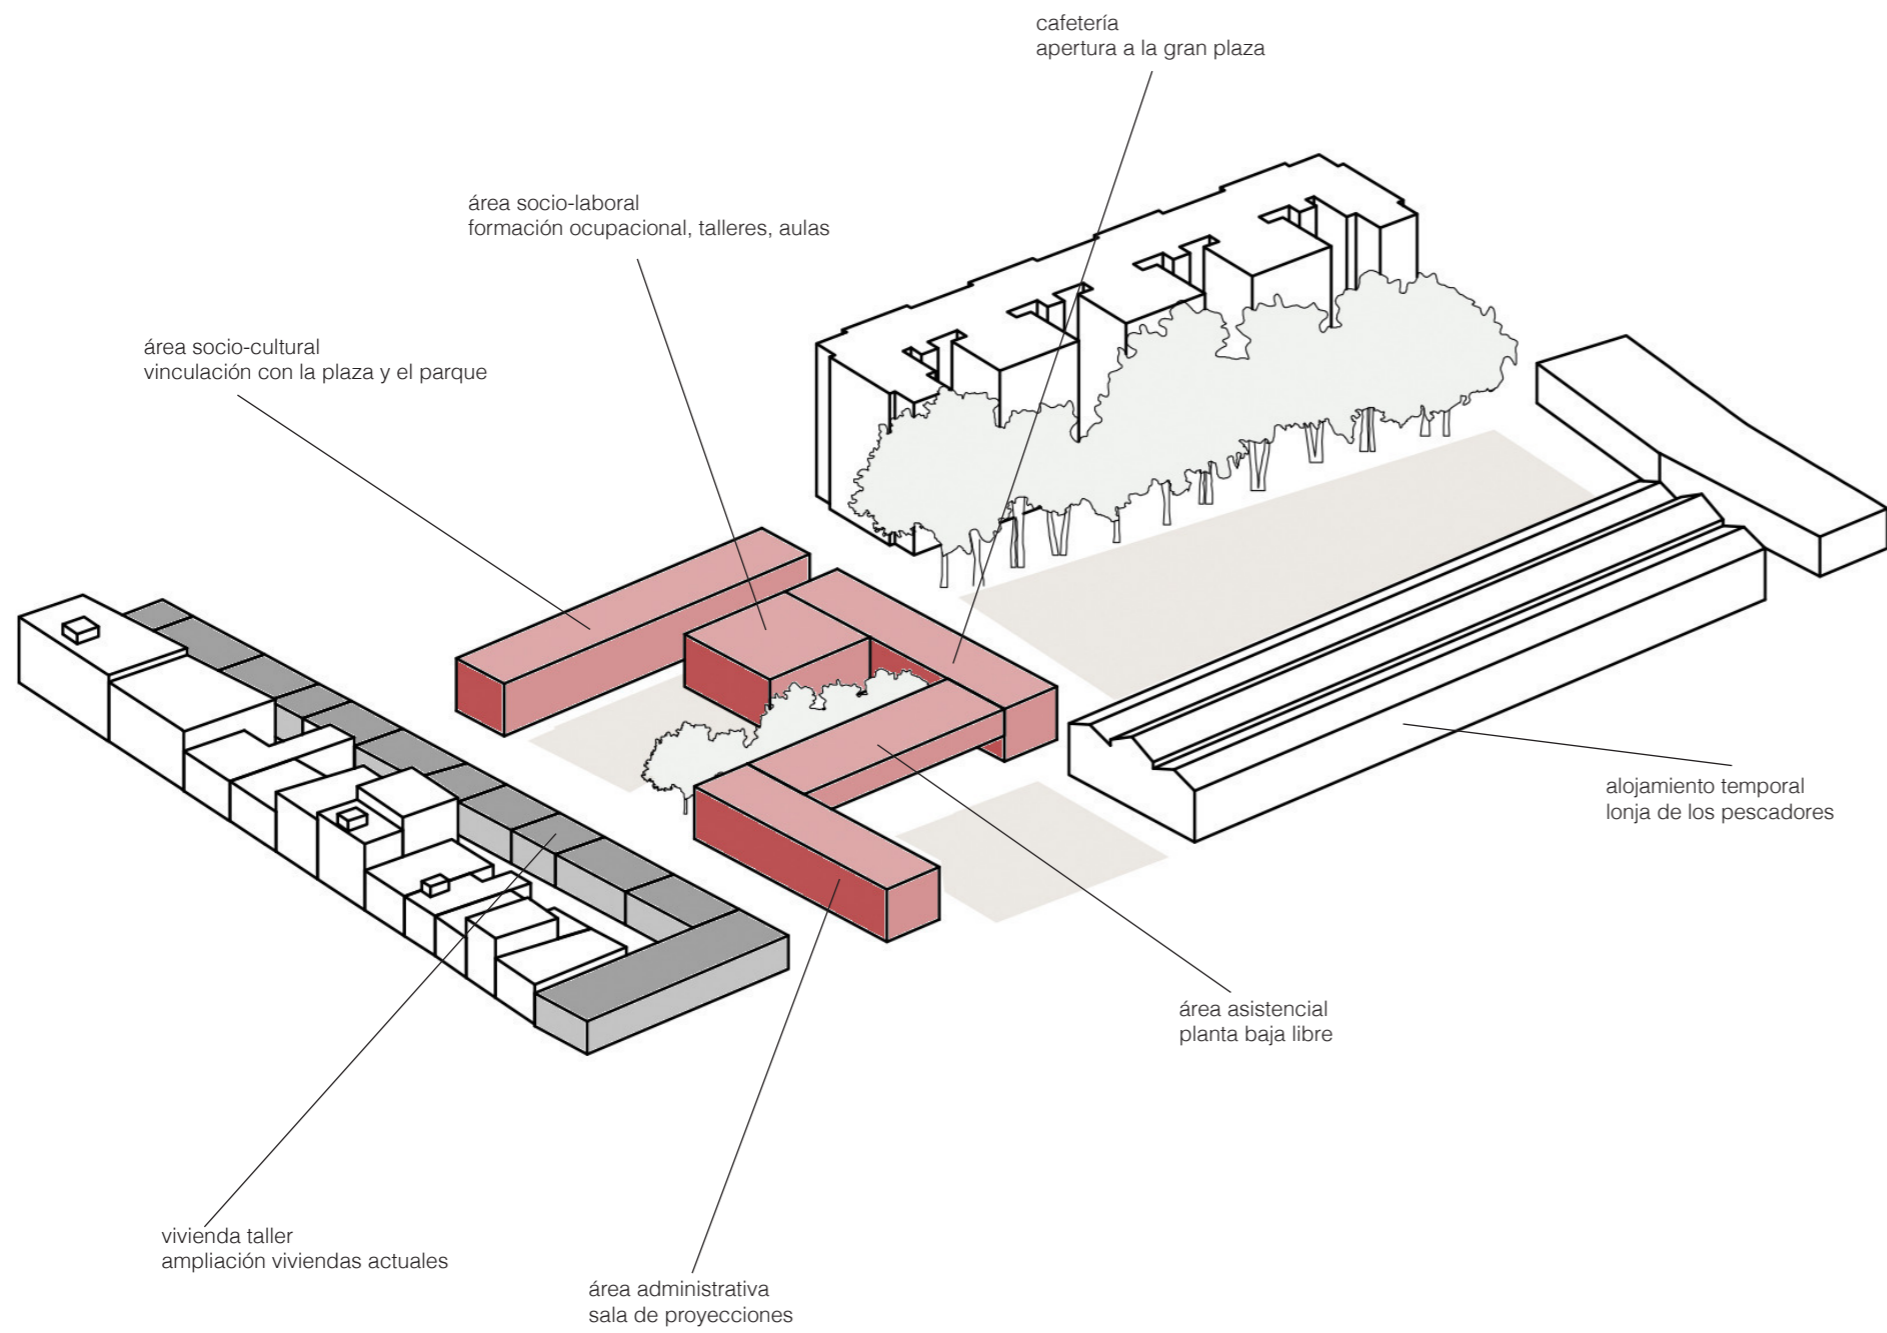 cafetería
apertura a la gran plaza
área socio-laboral
formación ocupacional, talleres, aulas
área socio-cultural
vinculación con la plaza y el parque
alojamiento temporal
lonja de los pescadores
área asistencial
planta baja libre
vivienda taller
ampliación viviendas actuales
área administrativa
sala de proyecciones